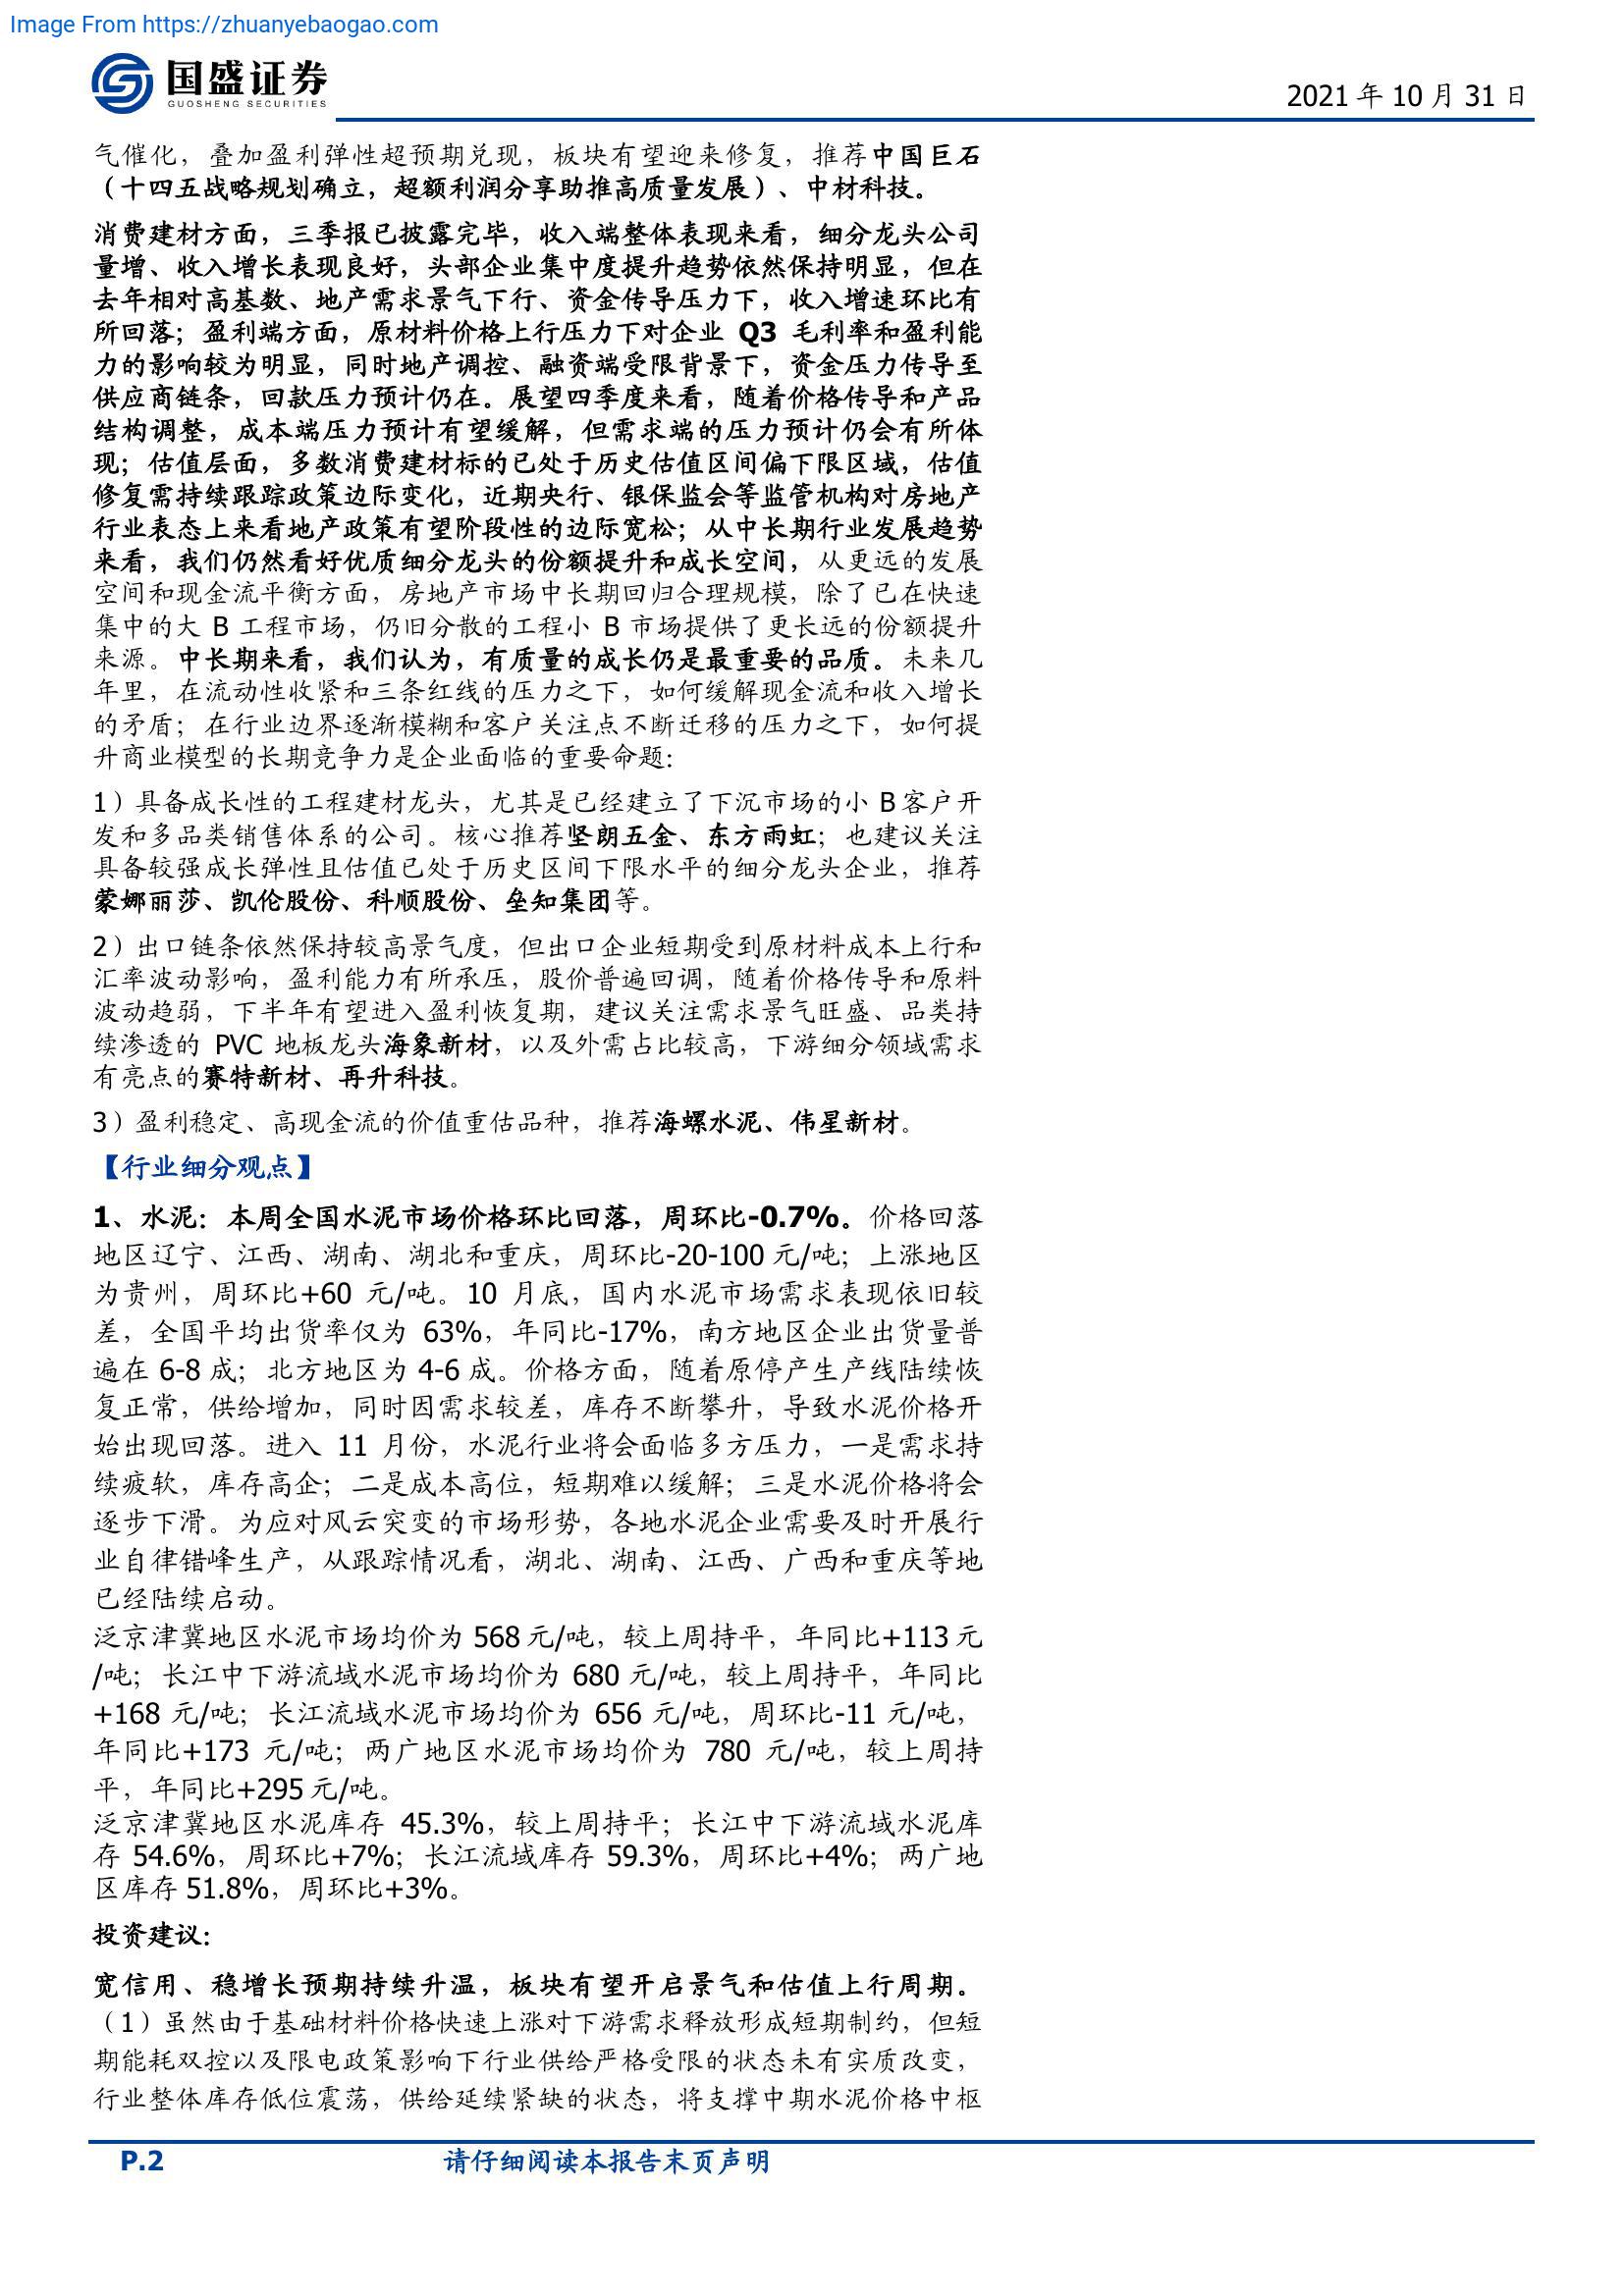 Image From https://zhuanyebaogao.com
国盛证券
GUOSHENG SECURITIES
2021 年 10 月 31 日
气催化，叠加盈利弹性超预期兑现，板块有望迎来修复，推荐中国巨石
（十四五战略规划确立，超额利润分享助推高质量发展）、中材科技。
消费建材方面，三季报已披露完毕，收入端整体表现来看，细分龙头公司
量增、收入增长表现良好，头部企业集中度提升趋势依然保持明显，但在
去年相对高基数、地产需求景气下行、资金传导压力下，收入增速环比有
所回落；盈利端方面，原材料价格上行压力下对企业 Q3 毛利率和盈利能
力的影响较为明显，同时地产调控、融资端受限背景下，资金压力传导至
供应商链条，回款压力预计仍在。展望四季度来看，随着价格传导和产品
结构调整，成本端压力预计有望缓解，但需求端的压力预计仍会有所体
现；估值层面，多数消费建材标的已处于历史估值区间偏下限区域，估值
修复需持续跟踪政策边际变化，近期央行、银保监会等监管机构对房地产
行业表态上来看地产政策有望阶段性的边际宽松；从中长期行业发展趋势
来看，我们仍然看好优质细分龙头的份额提升和成长空间，从更远的发展
空间和现金流平衡方面，房地产市场中长期回归合理规模，除了已在快速
集中的大 B 工程市场，仍旧分散的工程小 B 市场提供了更长远的份额提升
来源。中长期来看，我们认为，有质量的成长仍是最重要的品质。未来几
年里，在流动性收紧和三条红线的压力之下，如何缓解现金流和收入增长
的矛盾；在行业边界逐渐模糊和客户关注点不断迁移的压力之下，如何提
升商业模型的长期竞争力是企业面临的重要命题：
1）具备成长性的工程建材龙头，尤其是已经建立了下沉市场的小 B 客户开
发和多品类销售体系的公司。核心推荐坚朗五金、东方雨虹；也建议关注
具备较强成长弹性且估值已处于历史区间下限水平的细分龙头企业，推荐
蒙娜丽莎、凯伦股份、科顺股份、垒知集团等。
2）出口链条依然保持较高景气度，但出口企业短期受到原材料成本上行和
汇率波动影响，盈利能力有所承压，股价普遍回调，随着价格传导和原料
波动趋弱，下半年有望进入盈利恢复期，建议关注需求景气旺盛、品类持
续渗透的 PVC 地板龙头海象新材，以及外需占比较高，下游细分领域需求
有亮点的赛特新材、再升科技。
3）盈利稳定、高现金流的价值重估品种，推荐海螺水泥、伟星新材。
【行业细分观点】
1、水泥：本周全国水泥市场价格环比回落，周环比-0.7%。价格回落
地区辽宁、江西、湖南、湖北和重庆，周环比-20-100 元/吨；上涨地区
为贵州，周环比+60 元/吨。10 月底，国内水泥市场需求表现依旧较
差，全国平均出货率仅为 63%，年同比-17%，南方地区企业出货量普
遍在 6-8 成；北方地区为 4-6 成。价格方面，随着原停产生产线陆续恢
复正常，供给增加，同时因需求较差，库存不断攀升，导致水泥价格开
始出现回落。进入 11 月份，水泥行业将会面临多方压力，一是需求持
续疲软，库存高企；二是成本高位，短期难以缓解；三是水泥价格将会
逐步下滑。为应对风云突变的市场形势，各地水泥企业需要及时开展行
业自律错峰生产，从跟踪情况看，湖北、湖南、江西、广西和重庆等地
已经陆续启动。
泛京津冀地区水泥市场均价为 568 元/吨，较上周持平，年同比+113 元
/吨；长江中下游流域水泥市场均价为 680 元/吨，较上周持平，年同比
+168 元/吨；长江流域水泥市场均价为 656 元/吨，周环比-11 元/吨，
年同比+173 元/吨；两广地区水泥市场均价为 780 元/吨，较上周持
平，年同比+295 元/吨。
泛京津冀地区水泥库存 45.3%，较上周持平；长江中下游流域水泥库
存 54.6%，周环比+7%；长江流域库存 59.3%，周环比+4%；两广地
区库存 51.8%，周环比+3%。
投资建议：
宽信用、稳增长预期持续升温，板块有望开启景气和估值上行周期。
（1）虽然由于基础材料价格快速上涨对下游需求释放形成短期制约，但短
期能耗双控以及限电政策影响下行业供给严格受限的状态未有实质改变，
行业整体库存低位震荡，供给延续紧缺的状态，将支撑中期水泥价格中枢
P.2
请仔细阅读本报告末页声明